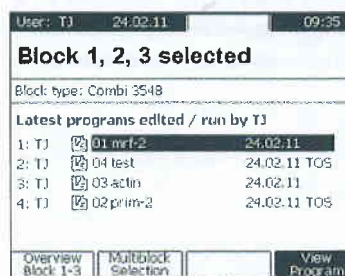 User: TJ 24.02.11 09:35
Block 1, 2, 3 selected
Block type: Combi 3548
Latest programs edited / run by TJ
1: TJ 01 mrf-2 24.02.11
2: TJ 04 test 24.02.11 TOS
3: TJ 03 actin 24.02.11
4: TJ 02 prim-2 24.02.11 TOS
Overview Multiblock View
Block 1-3 Selection Program